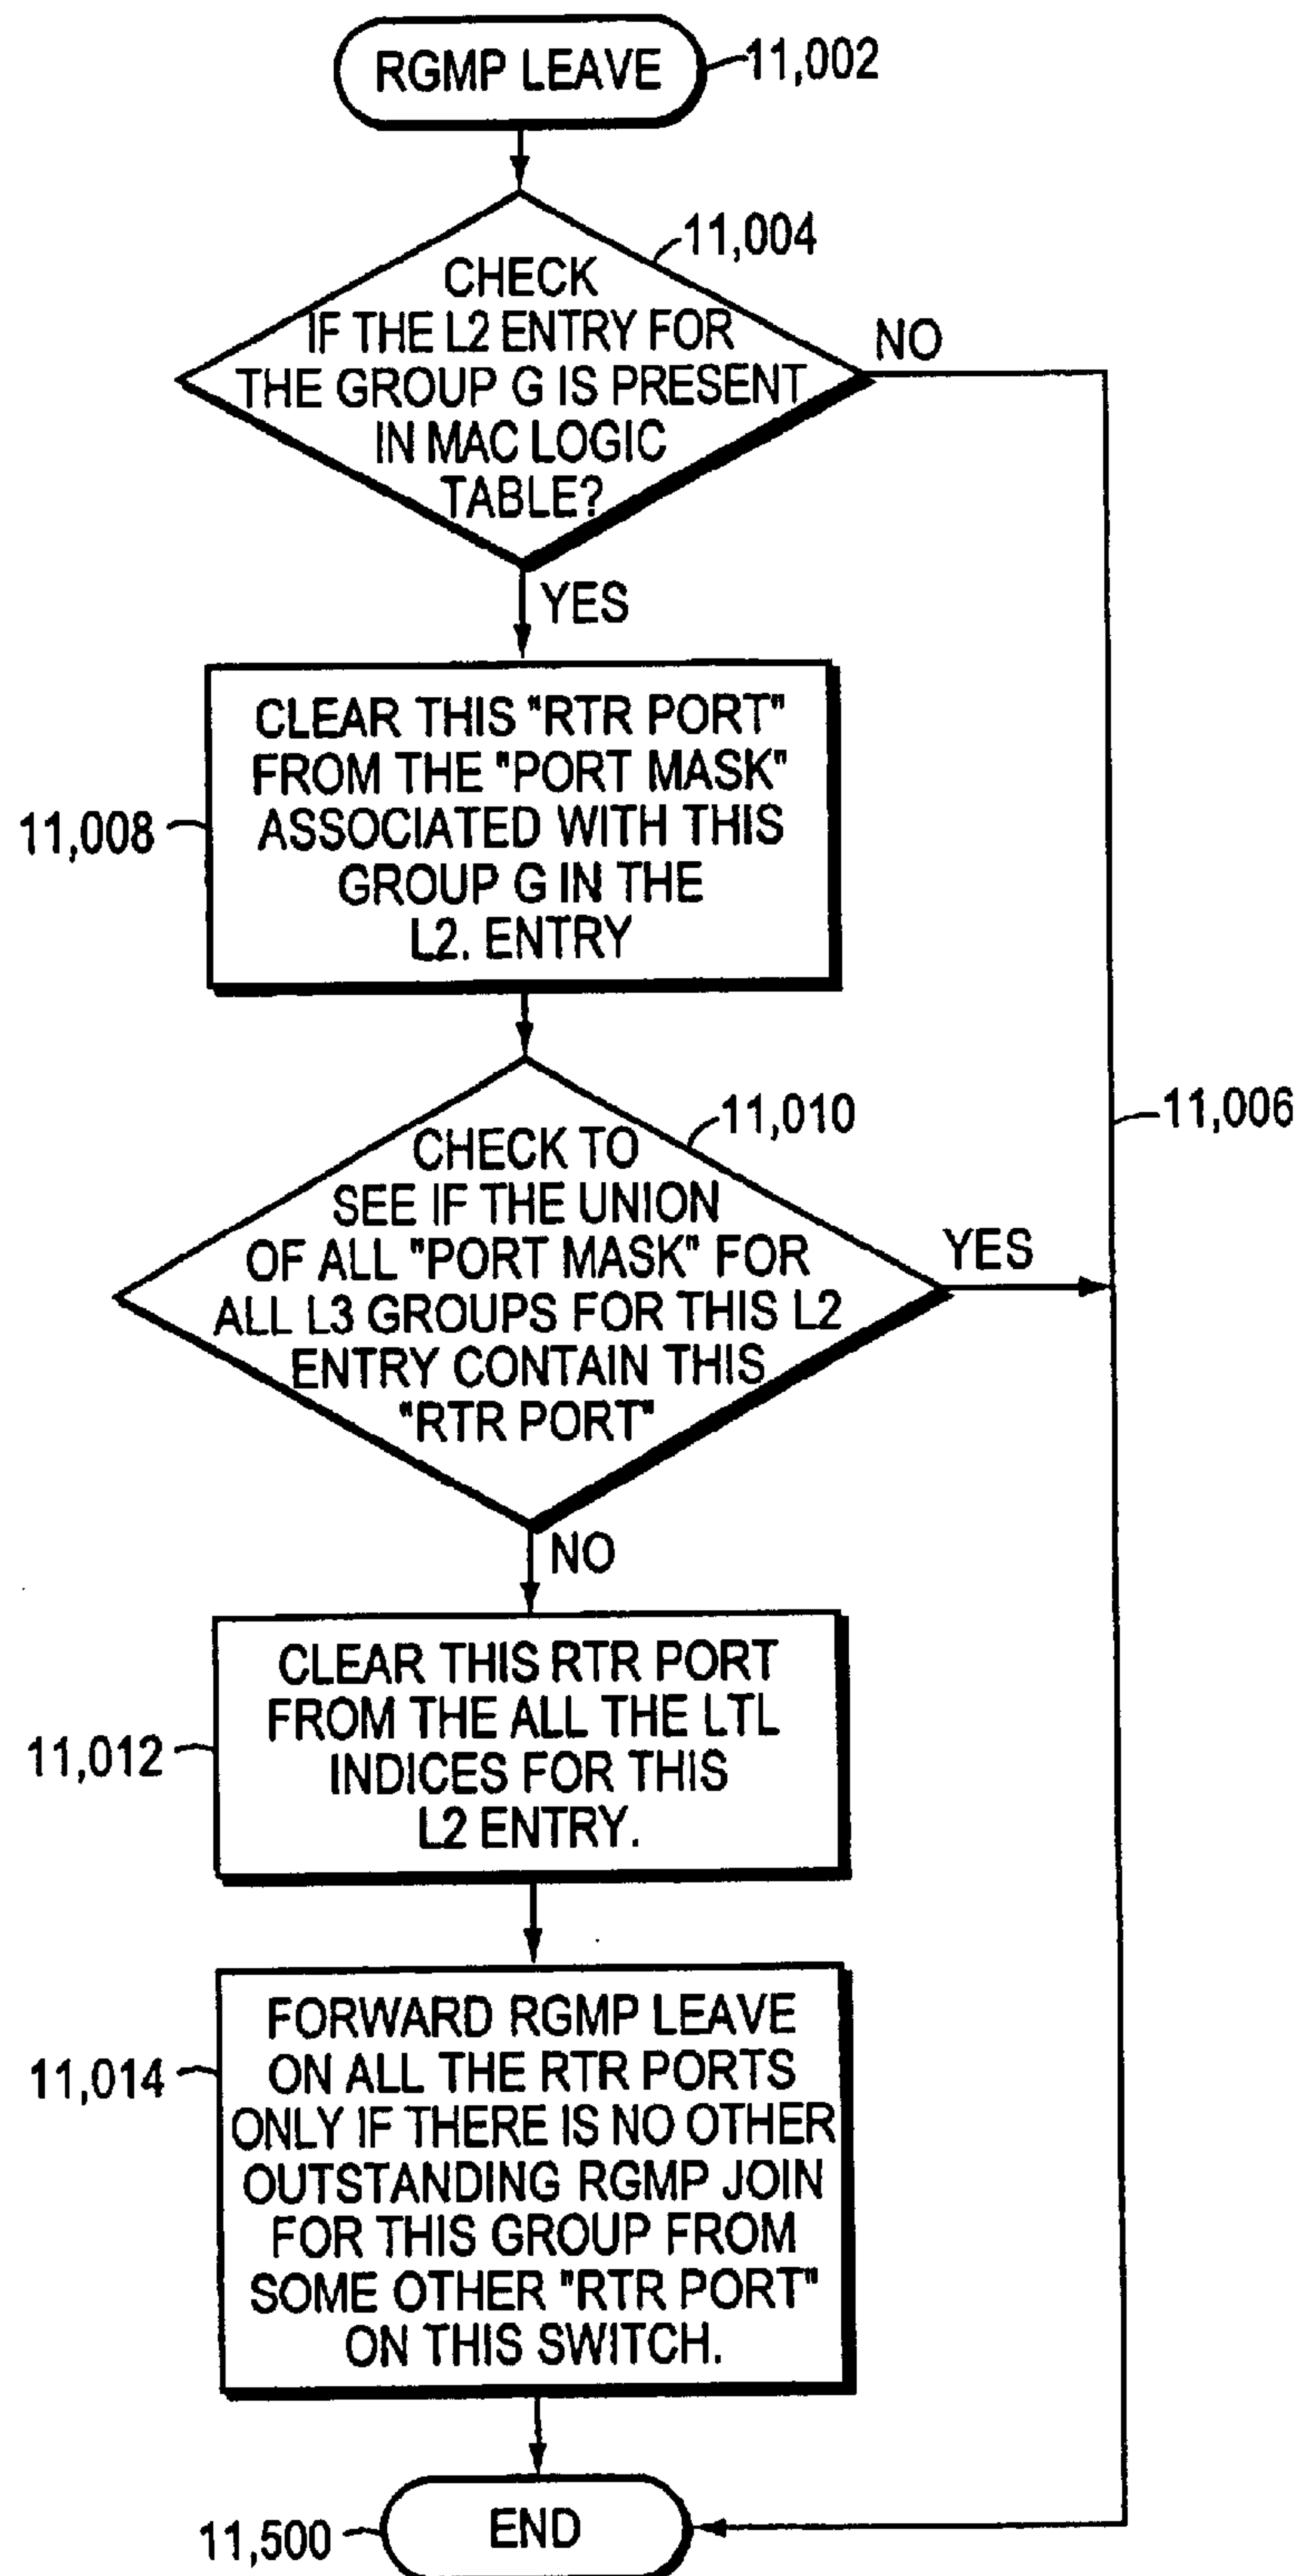 RGMP LEAVE
11,002
11,004
CHECK
IF THE L2 ENTRY FOR
THE GROUP G IS PRESENT
IN MAC LOGIC
TABLE?
NO
YES
CLEAR THIS "RTR PORT"
FROM THE "PORT MASK"
ASSOCIATED WITH THIS
GROUP G IN THE
L2. ENTRY
11,008
11,010
CHECK TO
SEE IF THE UNION
OF ALL "PORT MASK" FOR
ALL L3 GROUPS FOR THIS L2
ENTRY CONTAIN THIS
"RTR PORT"
YES
11,006
NO
CLEAR THIS RTR PORT
FROM THE ALL THE LTL
INDICES FOR THIS
L2 ENTRY.
11,012
FORWARD RGMP LEAVE
ON ALL THE RTR PORTS
ONLY IF THERE IS NO OTHER
OUTSTANDING RGMP JOIN
FOR THIS GROUP FROM
SOME OTHER "RTR PORT"
ON THIS SWITCH.
11,014
END
11,500